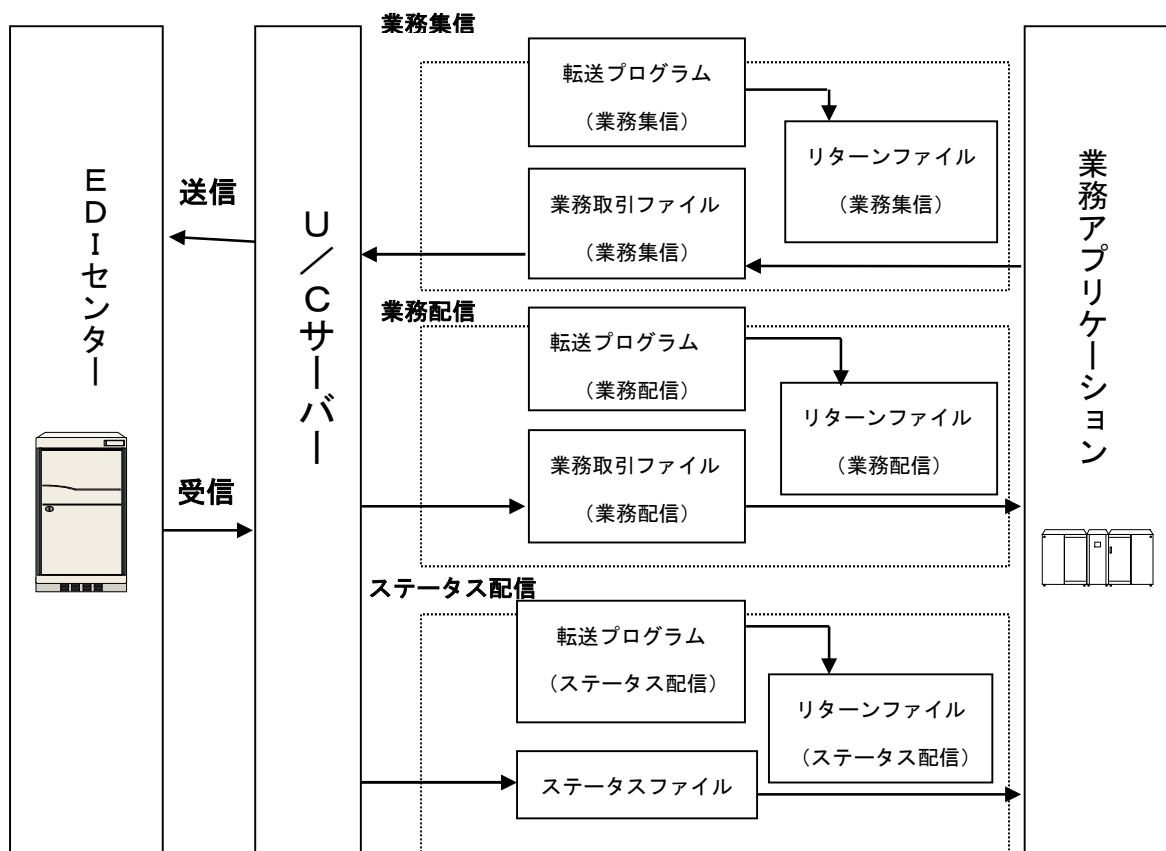 EDIセンター
送信
受信
U/Cサーバー
業務集信
転送プログラム
(業務集信)
リターンファイル
(業務集信)
業務取引ファイル
(業務集信)
業務配信
転送プログラム
(業務配信)
リターンファイル
(業務配信)
業務取引ファイル
(業務配信)
ステータス配信
転送プログラム
(ステータス配信)
リターンファイル
(ステータス配信)
ステータスファイル
業務アプリケーション